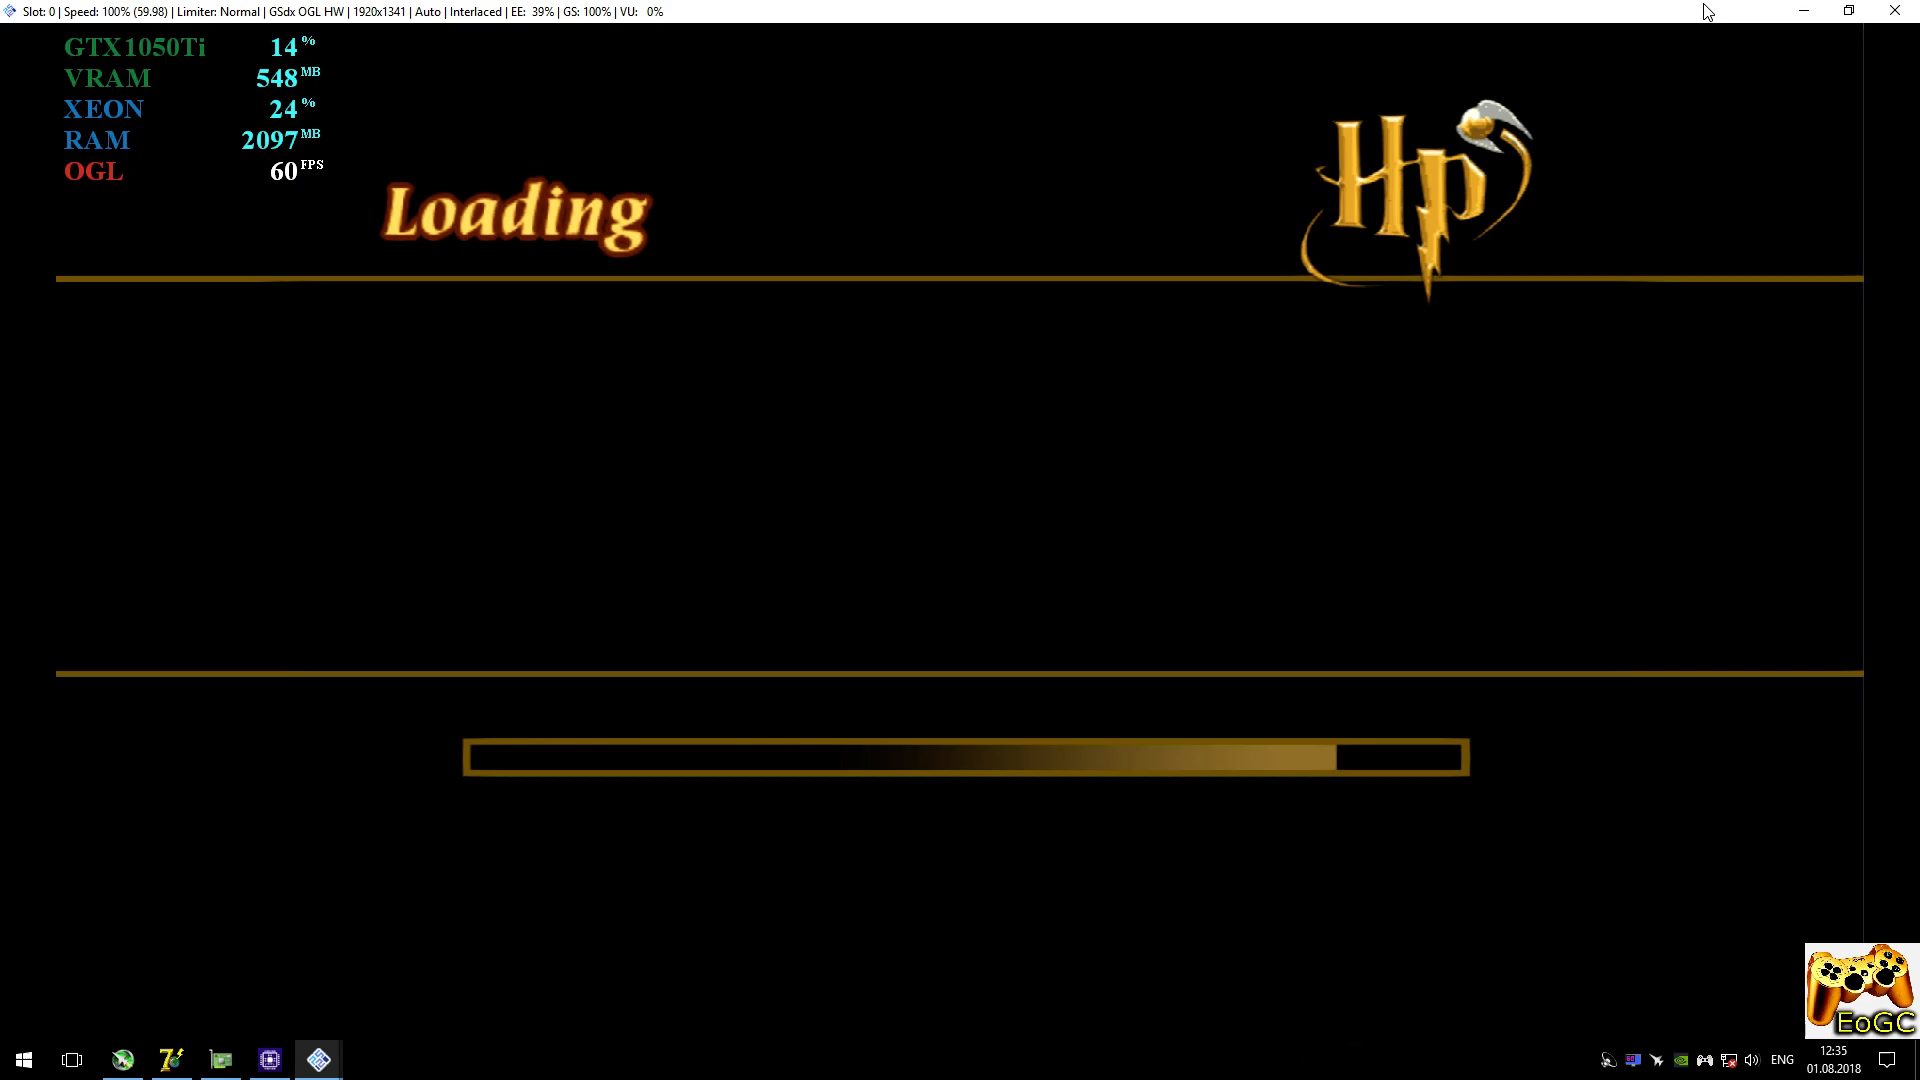 Slot: 0 | Speed: 100% (59.98) | Limiter: Normal | GSdx OGL HW | 1920x1341 | Auto | Interlaced | EE: 39% | GS: 100% | VU: 0%
GTX1050Ti 14 %
VRAM 548 MB
XEON 24 %
RAM 2097 MB
OGL 60 FPS
Loading
HP
EoGC
ENG
12:35
01.08.2018